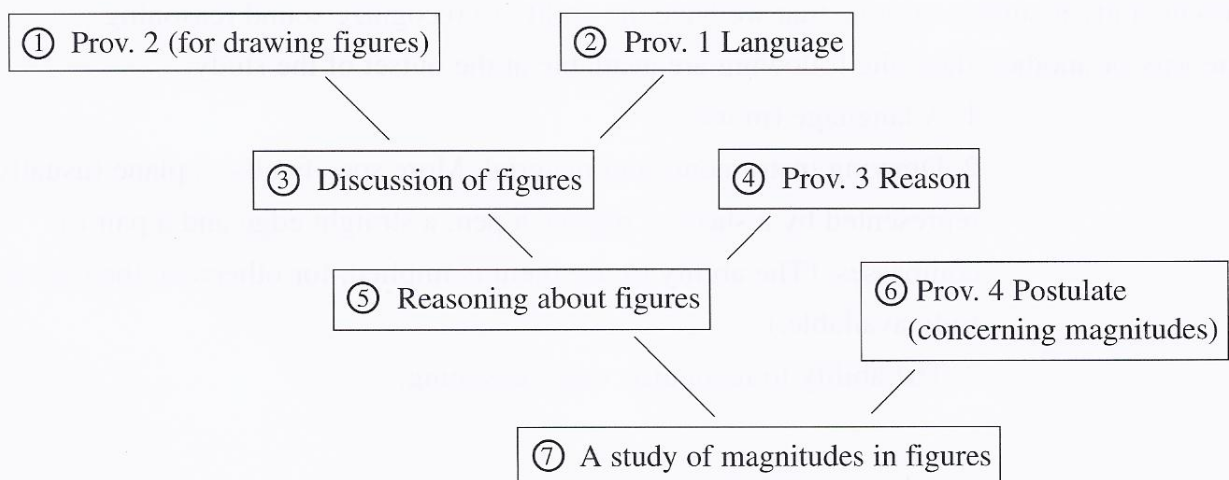 ① Prov. 2 (for drawing figures)
② Prov. 1 Language
③ Discussion of figures
④ Prov. 3 Reason
⑤ Reasoning about figures
⑥ Prov. 4 Postulate
(concerning magnitudes)
⑦ A study of magnitudes in figures